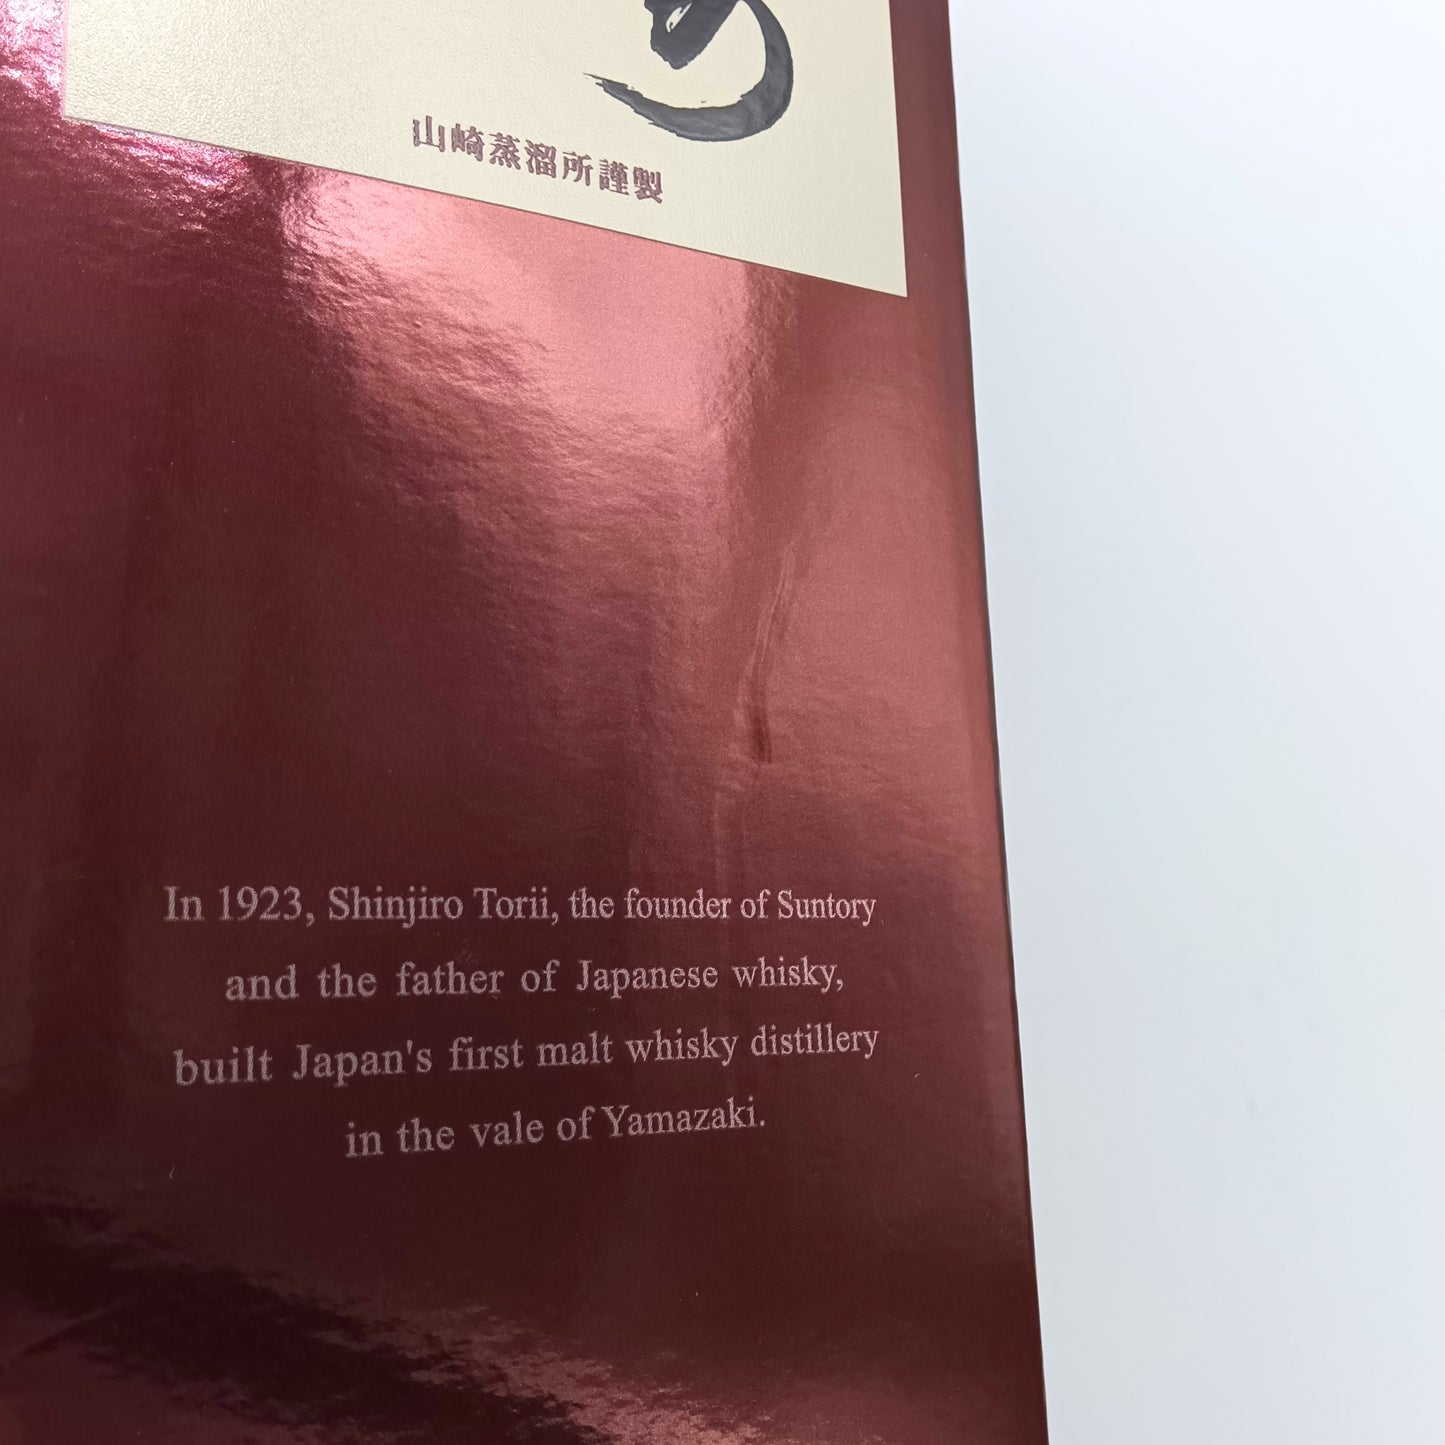 山崎蒸溜所謹製
In 1923, Shinjiro Torii, the founder of Suntory
and the father of Japanese whisky,
built Japan's first malt whisky distillery
in the vale of Yamazaki.